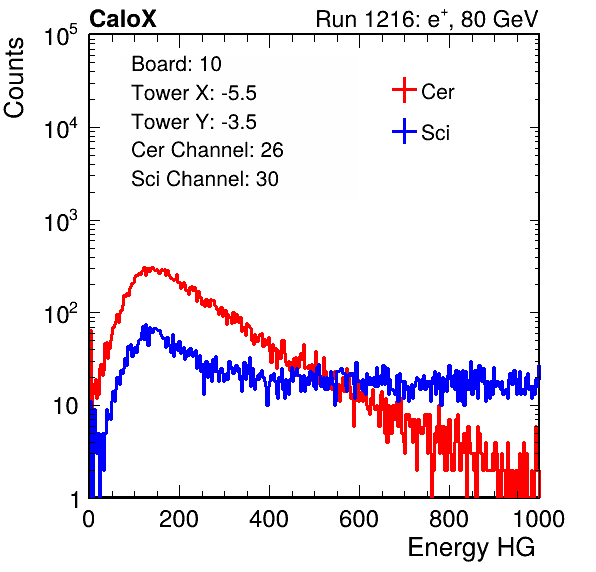 CaloX Run 1216: e⁺, 80 GeV
Board: 10
Tower X: -5.5
Tower Y: -3.5
Cer Channel: 26
Sci Channel: 30
Cer
Sci
Counts
10⁵
10⁴
10³
10²
10
1
0 200 400 600 800 1000
Energy HG